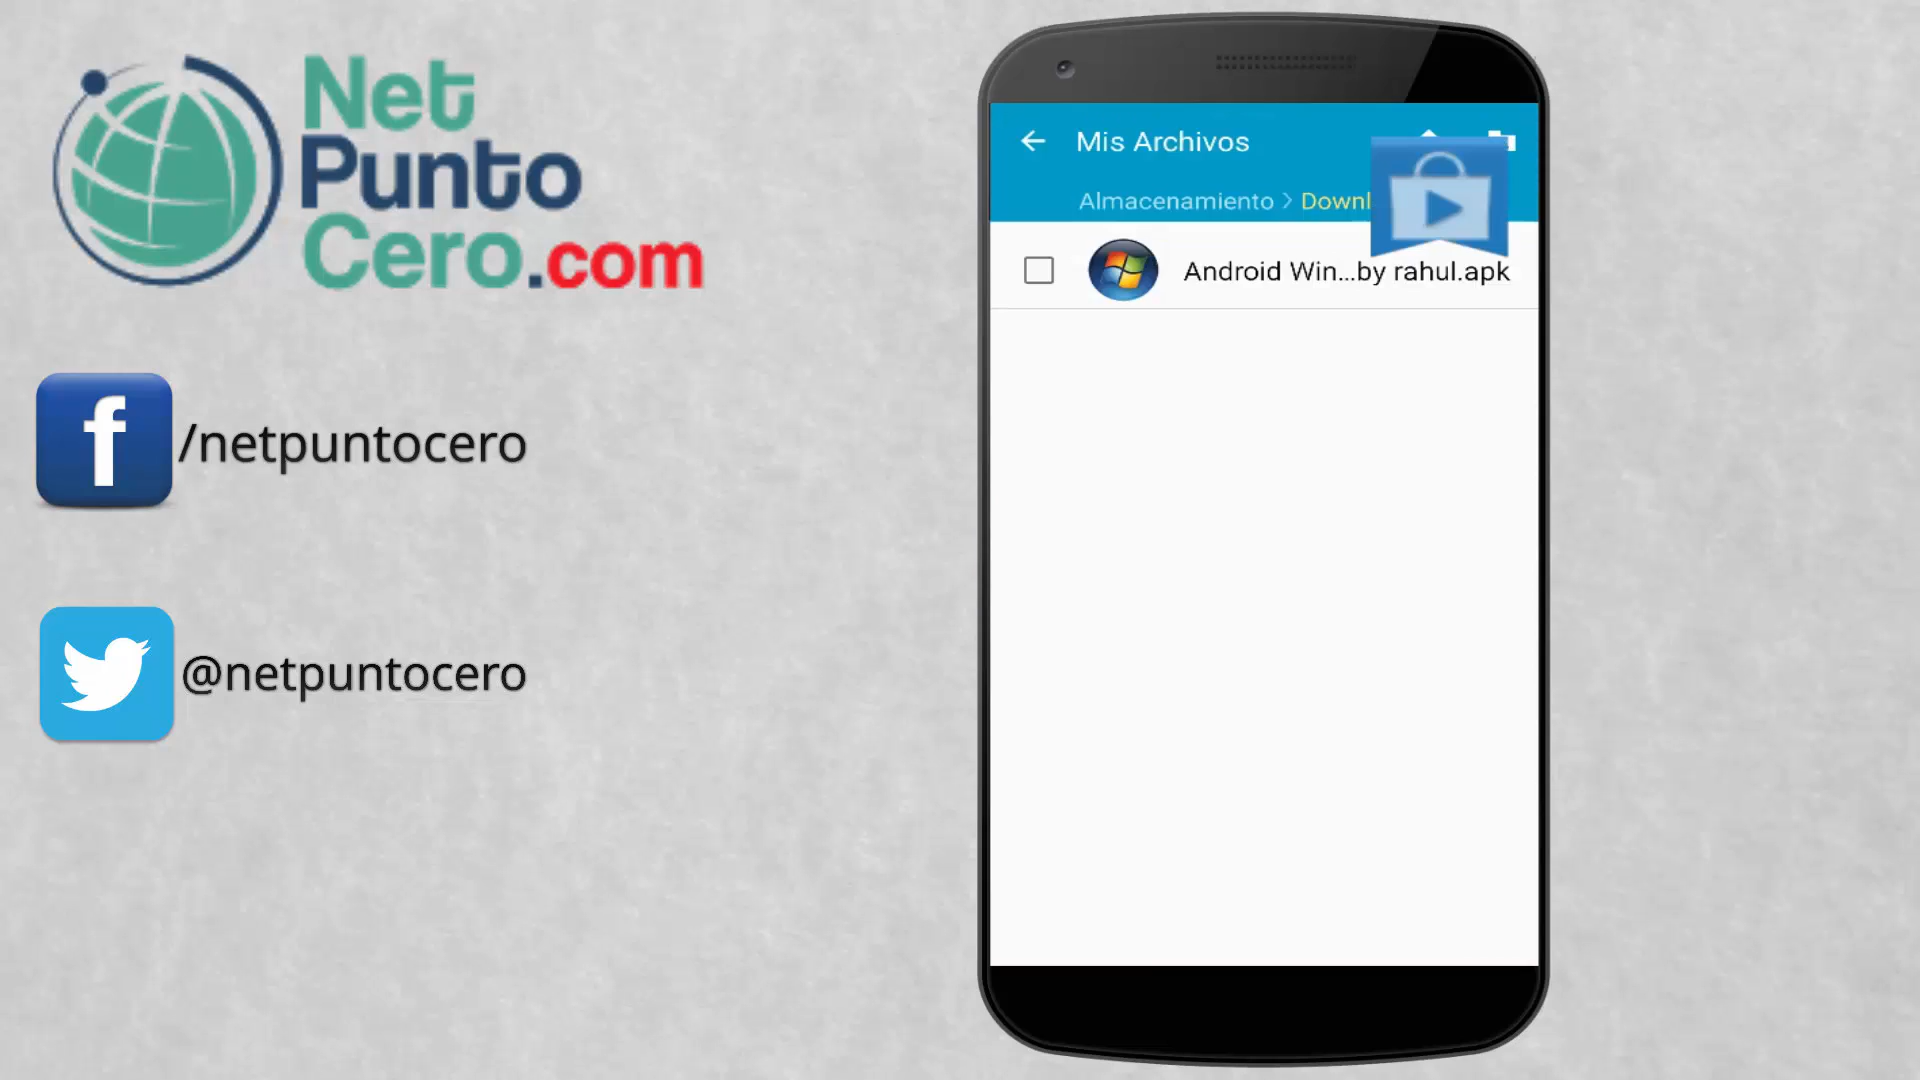 Net
Punto
Cero.com
/netpuntocero
@netpuntocero
Mis Archivos
Almacenamiento > Downl
Android Win...by rahul.apk